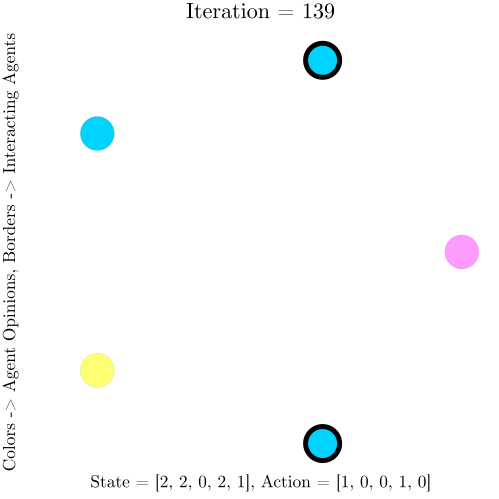 Iteration = 139
Colors -> Agent Opinions, Borders -> Interacting Agents
State = [2, 2, 0, 2, 1], Action = [1, 0, 0, 1, 0]